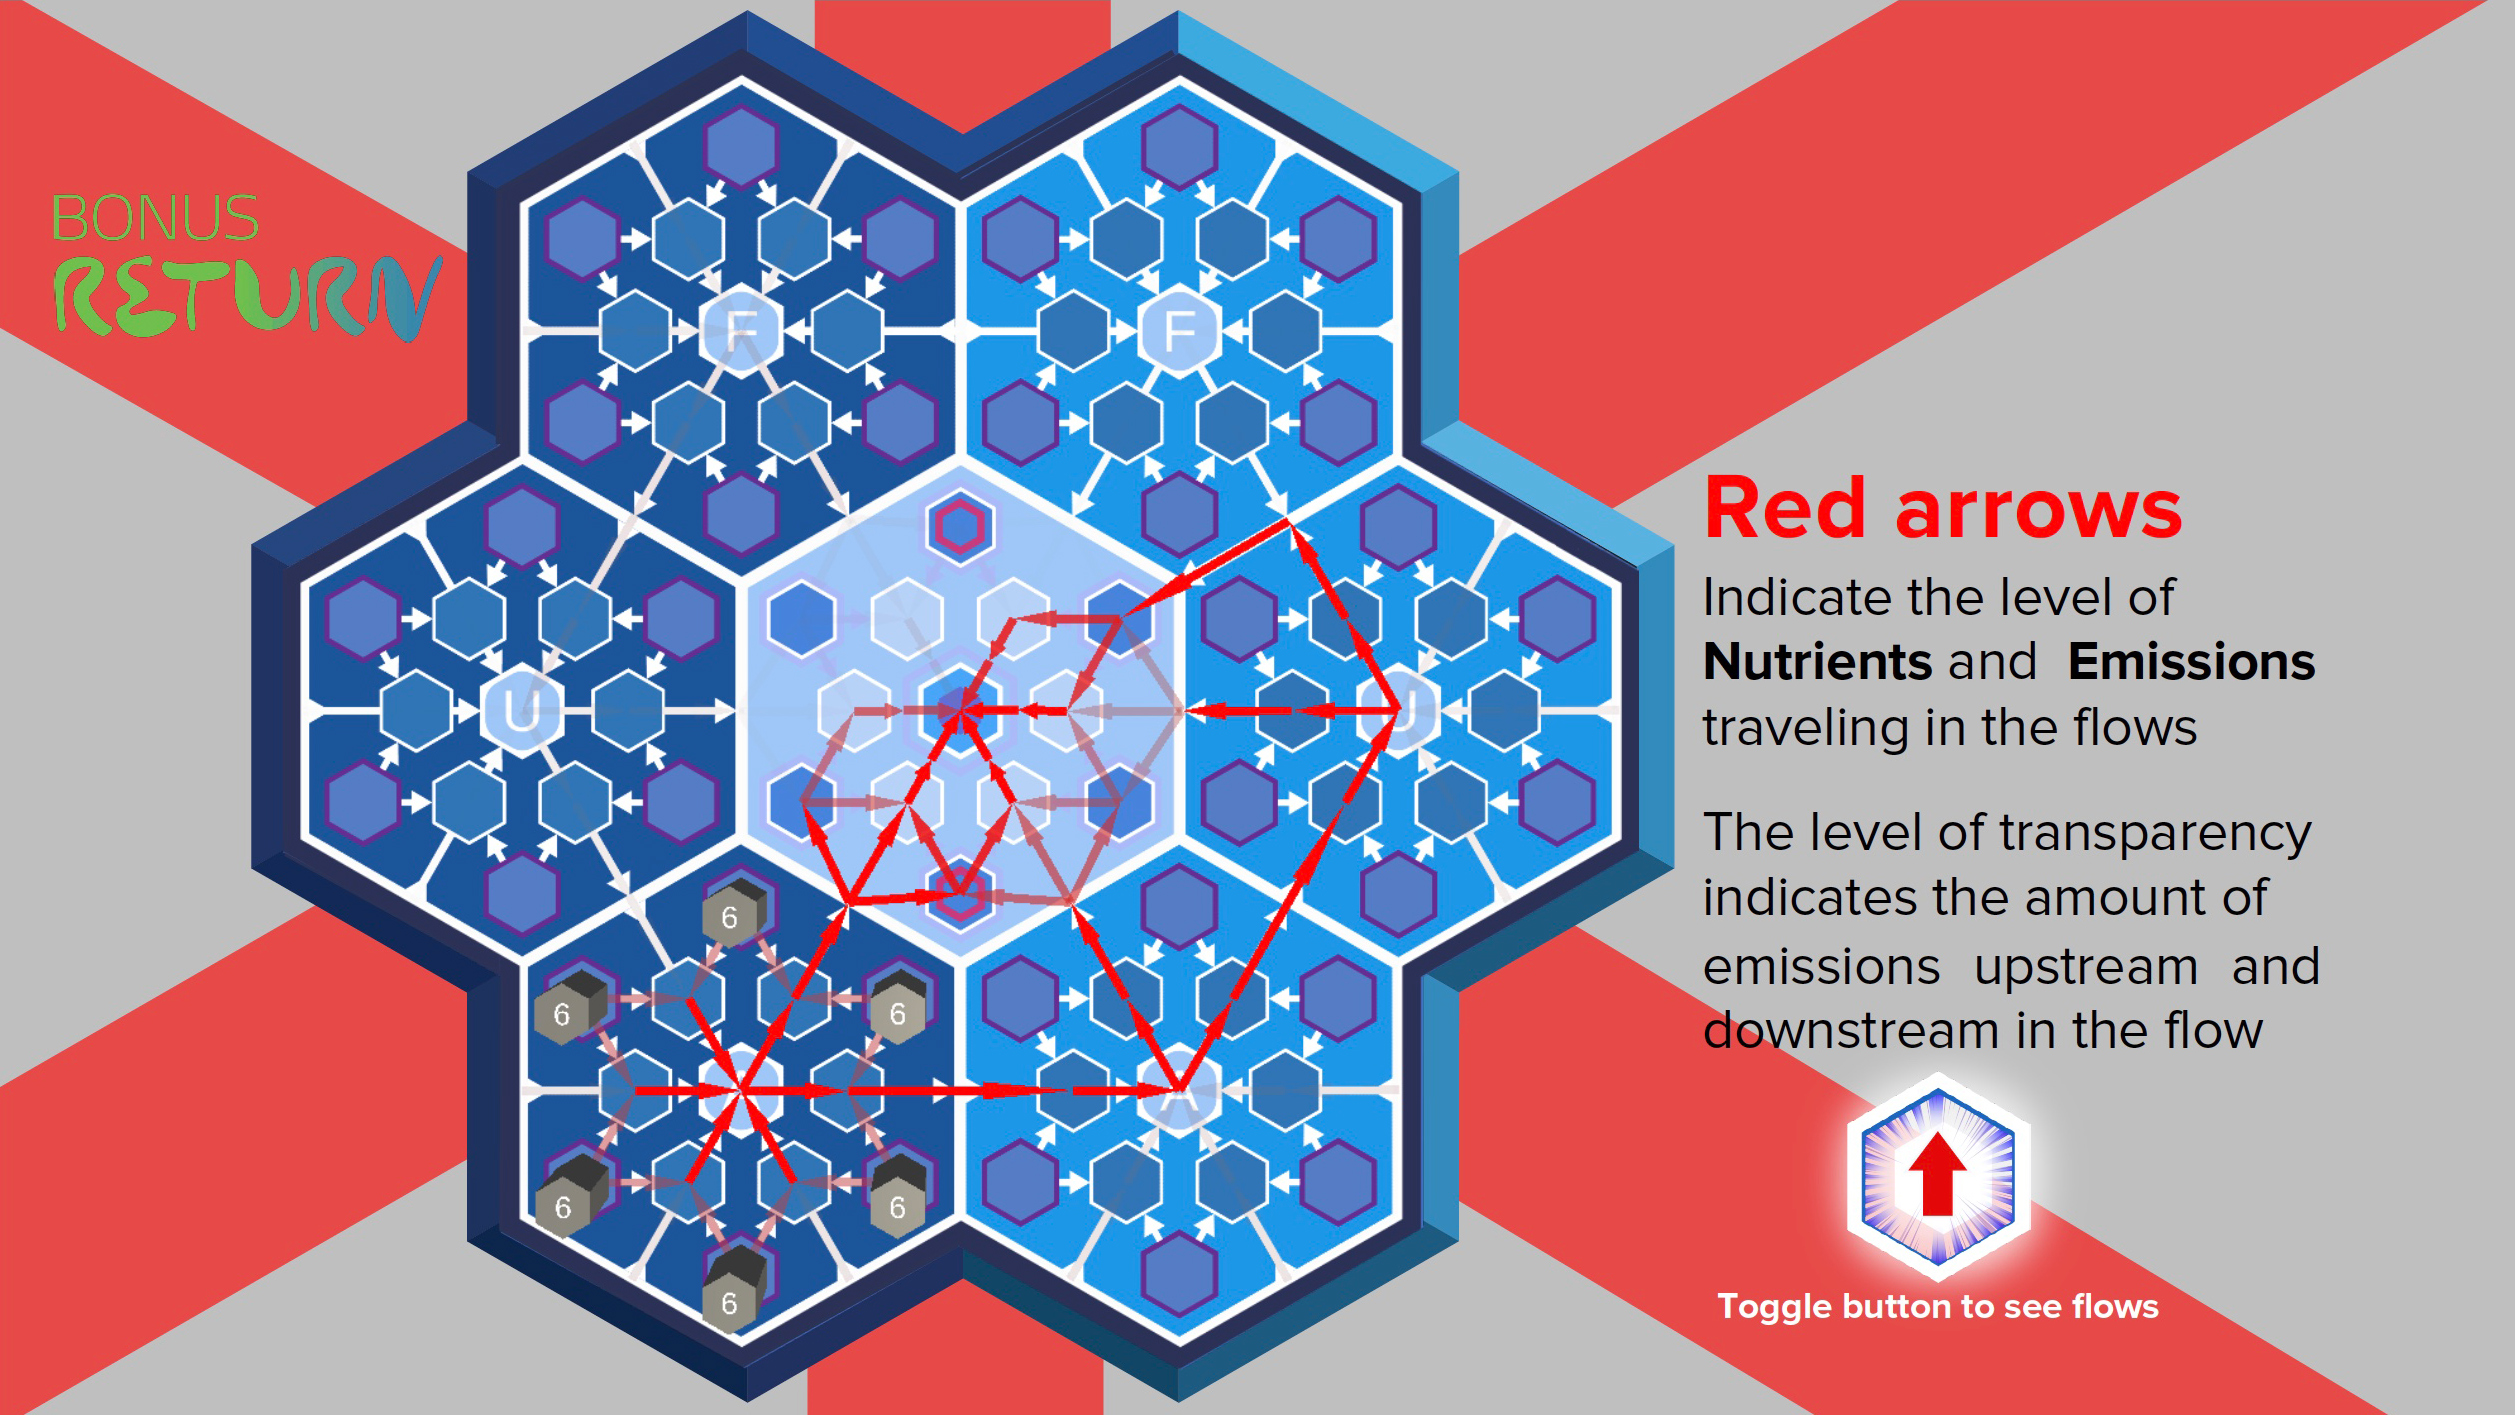 BONUS
RETURN
F
F
U
U
6
6
6
A
6
6
6
Red arrows
Indicate the level of
Nutrients and Emissions
traveling in the flows
The level of transparency
indicates the amount of
emissions upstream and
downstream in the flow
Toggle button to see flows